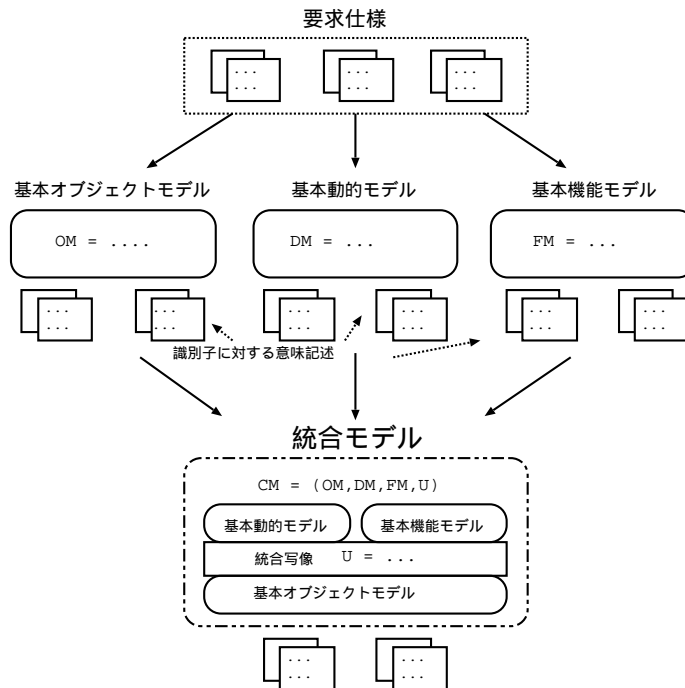 要求仕様
... ... ...
... ... ...
基本オブジェクトモデル 基本動的モデル 基本機能モデル
OM = .... DM = ... FM = ...
... ... ... ... ... ...
... ... ... ... ... ...
識別子に対する意味記述
統合モデル
CM = (OM,DM,FM,U)
基本動的モデル 基本機能モデル
統合写像 U = ...
基本オブジェクトモデル
... ...
... ...